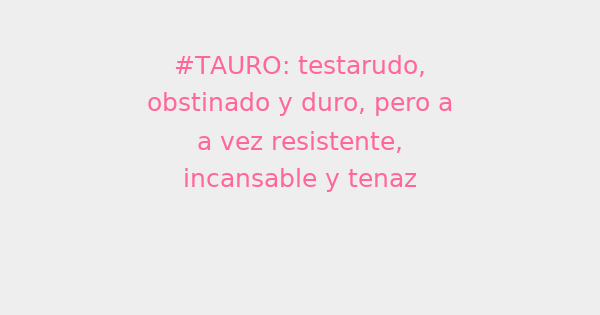 #TAURO: testarudo,
obstinado y duro, pero a
a vez resistente,
incansable y tenaz